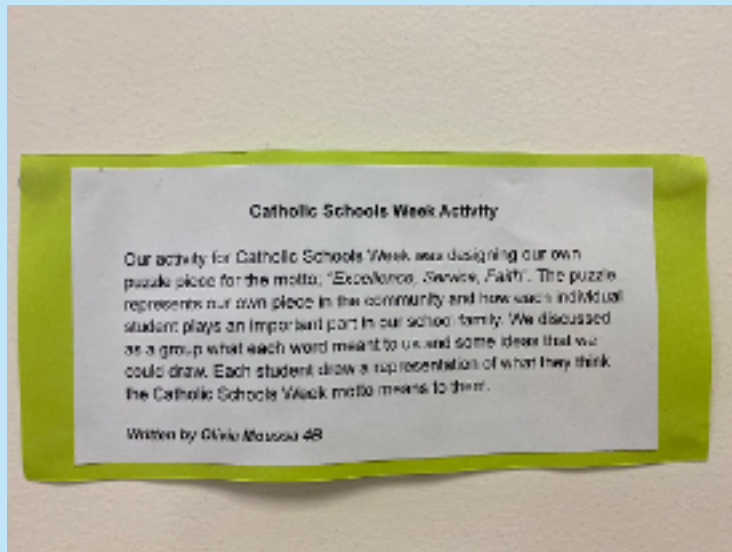 Catholic Schools Week Activity
Our activity for Catholic Schools Week was designing our own
puzzle piece for the motto, "Excellence, Service, Faith". The puzzle
represents our own piece in the community and how each individual
student plays an important part in our school family. We discussed
as a group what each word meant to us and some ideas that we
could draw. Each student drew a representation of what they think
the Catholic Schools Week motto means to them.
Written by Olivia Moussa 4B